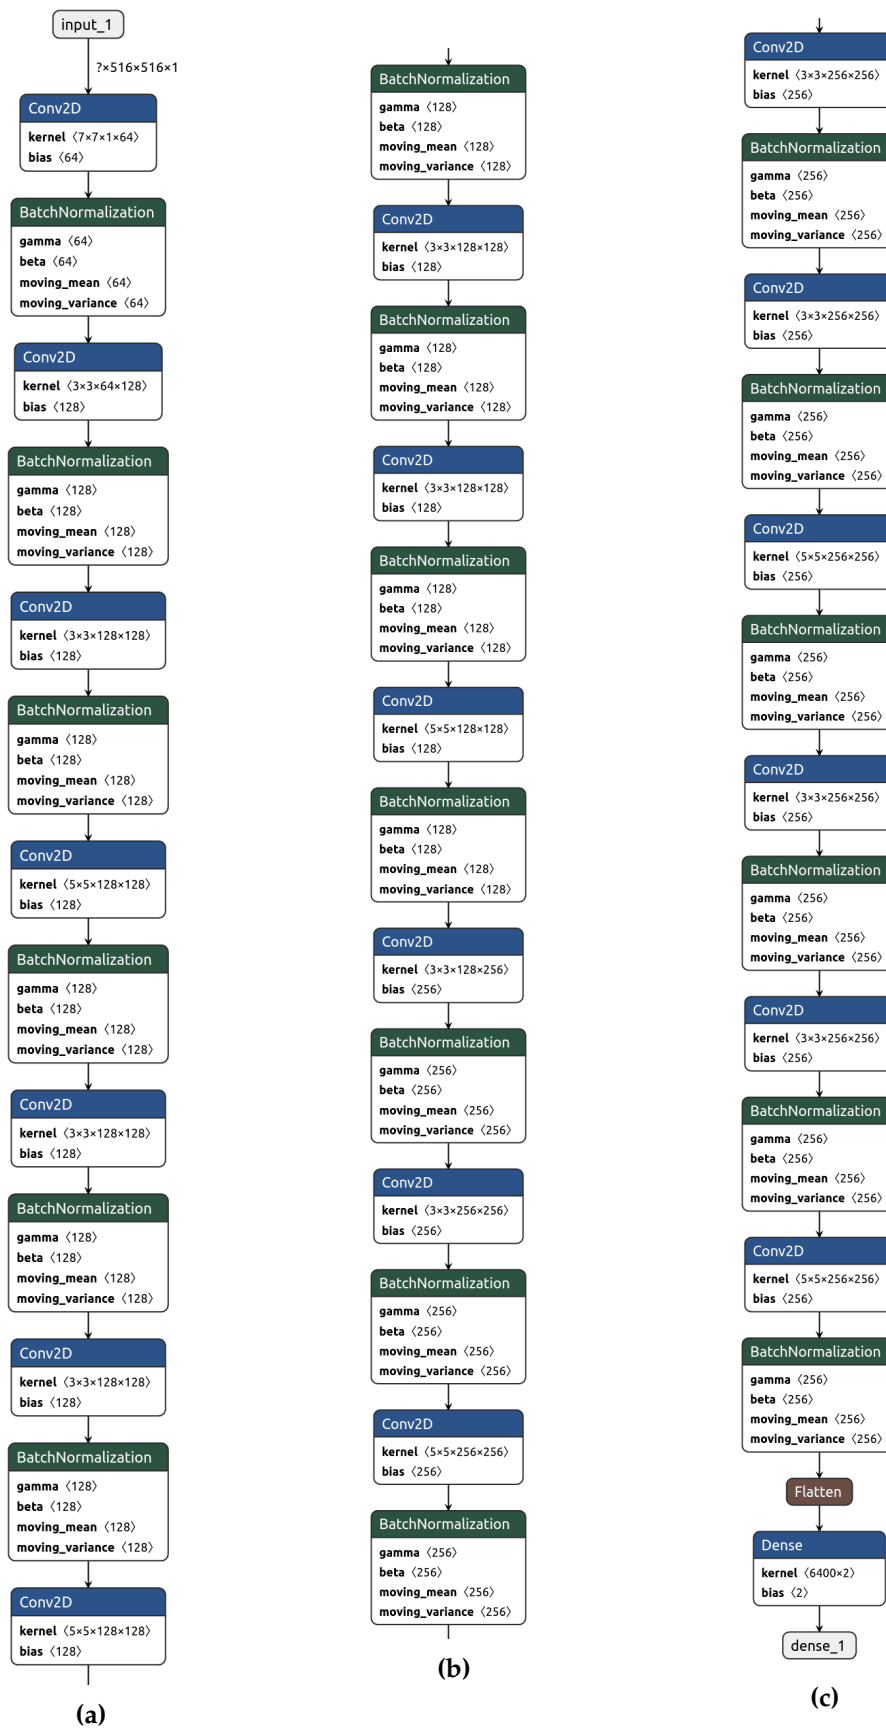 input_1
?×516×516×1
Conv2D
kernel 〈7×7×1×64〉
bias 〈64〉
BatchNormalization
gamma 〈64〉
beta 〈64〉
moving_mean 〈64〉
moving_variance 〈64〉
Conv2D
kernel 〈3×3×64×128〉
bias 〈128〉
BatchNormalization
gamma 〈128〉
beta 〈128〉
moving_mean 〈128〉
moving_variance 〈128〉
Conv2D
kernel 〈3×3×128×128〉
bias 〈128〉
BatchNormalization
gamma 〈128〉
beta 〈128〉
moving_mean 〈128〉
moving_variance 〈128〉
Conv2D
kernel 〈5×5×128×128〉
bias 〈128〉
BatchNormalization
gamma 〈128〉
beta 〈128〉
moving_mean 〈128〉
moving_variance 〈128〉
Conv2D
kernel 〈3×3×128×128〉
bias 〈128〉
BatchNormalization
gamma 〈128〉
beta 〈128〉
moving_mean 〈128〉
moving_variance 〈128〉
Conv2D
kernel 〈3×3×128×128〉
bias 〈128〉
BatchNormalization
gamma 〈128〉
beta 〈128〉
moving_mean 〈128〉
moving_variance 〈128〉
Conv2D
kernel 〈5×5×128×128〉
bias 〈128〉
(a)
BatchNormalization
gamma 〈128〉
beta 〈128〉
moving_mean 〈128〉
moving_variance 〈128〉
Conv2D
kernel 〈3×3×128×128〉
bias 〈128〉
BatchNormalization
gamma 〈128〉
beta 〈128〉
moving_mean 〈128〉
moving_variance 〈128〉
Conv2D
kernel 〈3×3×128×128〉
bias 〈128〉
BatchNormalization
gamma 〈128〉
beta 〈128〉
moving_mean 〈128〉
moving_variance 〈128〉
Conv2D
kernel 〈5×5×128×128〉
bias 〈128〉
BatchNormalization
gamma 〈128〉
beta 〈128〉
moving_mean 〈128〉
moving_variance 〈128〉
Conv2D
kernel 〈3×3×128×256〉
bias 〈256〉
BatchNormalization
gamma 〈256〉
beta 〈256〉
moving_mean 〈256〉
moving_variance 〈256〉
Conv2D
kernel 〈3×3×256×256〉
bias 〈256〉
BatchNormalization
gamma 〈256〉
beta 〈256〉
moving_mean 〈256〉
moving_variance 〈256〉
Conv2D
kernel 〈5×5×256×256〉
bias 〈256〉
BatchNormalization
gamma 〈256〉
beta 〈256〉
moving_mean 〈256〉
moving_variance 〈256〉
(b)
Conv2D
kernel 〈3×3×256×256〉
bias 〈256〉
BatchNormalization
gamma 〈256〉
beta 〈256〉
moving_mean 〈256〉
moving_variance 〈256〉
Conv2D
kernel 〈3×3×256×256〉
bias 〈256〉
BatchNormalization
gamma 〈256〉
beta 〈256〉
moving_mean 〈256〉
moving_variance 〈256〉
Conv2D
kernel 〈5×5×256×256〉
bias 〈256〉
BatchNormalization
gamma 〈256〉
beta 〈256〉
moving_mean 〈256〉
moving_variance 〈256〉
Conv2D
kernel 〈3×3×256×256〉
bias 〈256〉
BatchNormalization
gamma 〈256〉
beta 〈256〉
moving_mean 〈256〉
moving_variance 〈256〉
Conv2D
kernel 〈3×3×256×256〉
bias 〈256〉
BatchNormalization
gamma 〈256〉
beta 〈256〉
moving_mean 〈256〉
moving_variance 〈256〉
Conv2D
kernel 〈5×5×256×256〉
bias 〈256〉
BatchNormalization
gamma 〈256〉
beta 〈256〉
moving_mean 〈256〉
moving_variance 〈256〉
Flatten
Dense
kernel 〈6400×2〉
bias 〈2〉
dense_1
(c)